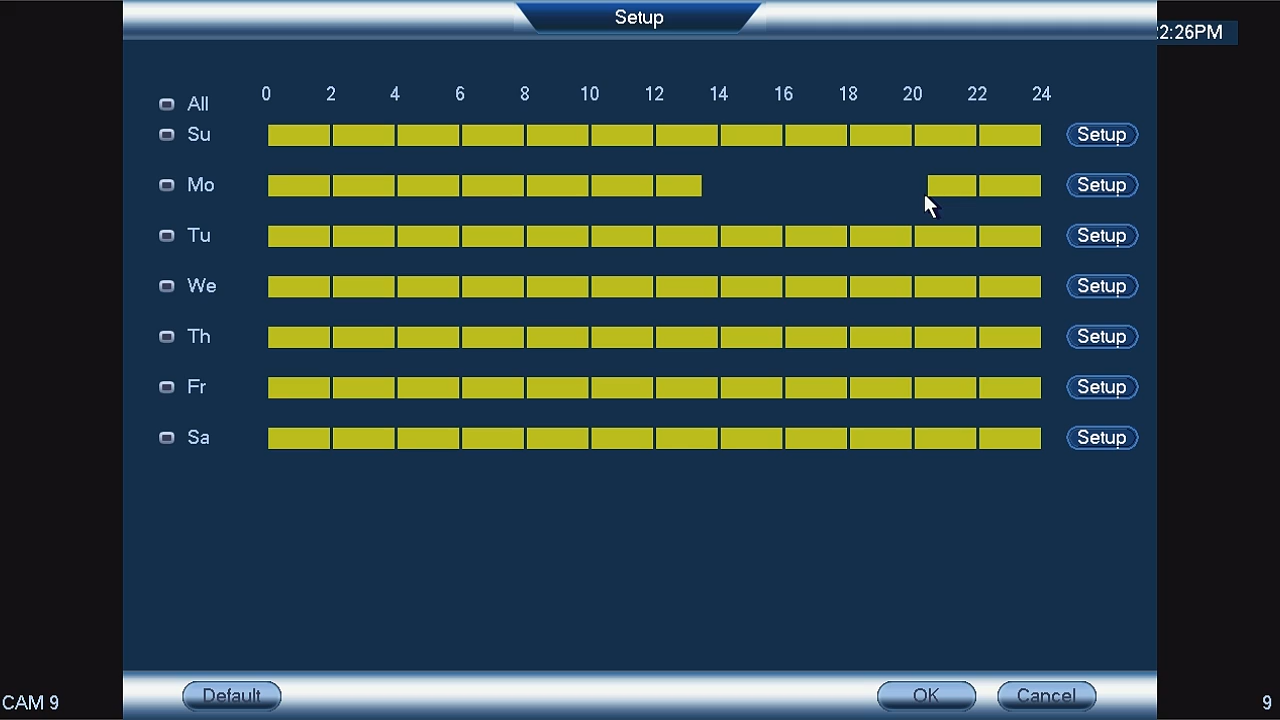 Setup
2:26PM
0 2 4 6 8 10 12 14 16 18 20 22 24
All
Su Setup
Mo Setup
Tu Setup
We Setup
Th Setup
Fr Setup
Sa Setup
Default OK Cancel
CAM 9 9